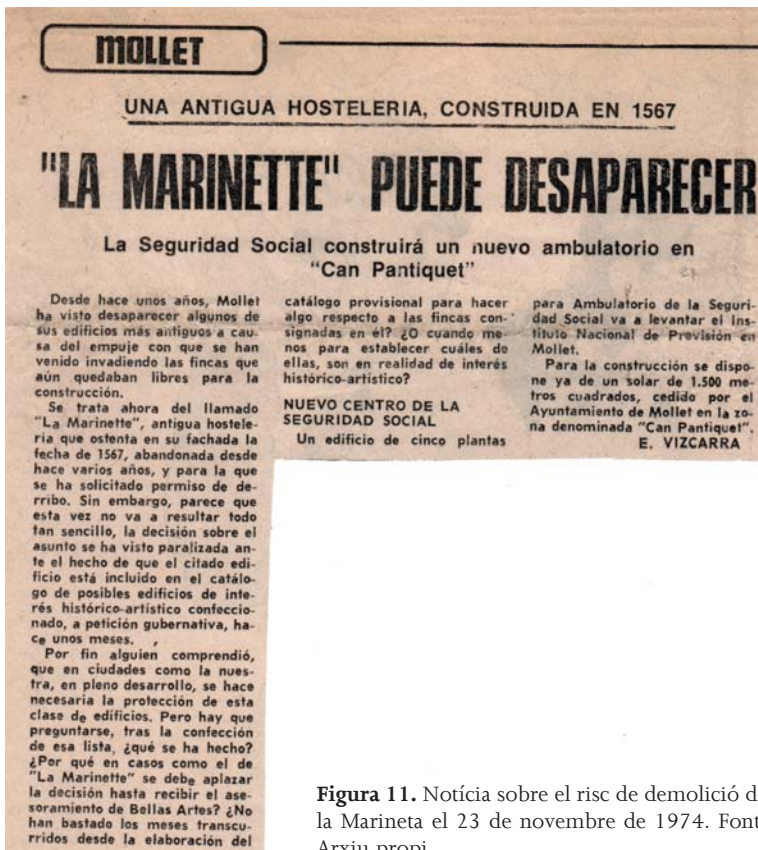 MOLLET
UNA ANTIGUA HOSTELERIA, CONSTRUIDA EN 1567
"LA MARINETTE" PUEDE DESAPARECER
La Seguridad Social construirá un nuevo ambulatorio en
"Can Pantiquet"
Desde hace unos años, Mollet
ha visto desaparecer algunos de
sus edificios más antiguos a cau-
sa del empuje con que se han
venido invadiendo las fincas que
aún quedaban libres para la
construcción.
Se trata ahora del llamado
"La Marinette", antigua hostele-
ria que ostenta en su fachada la
fecha de 1567, abandonada desde
hace varios años, y para la que
se ha solicitado permiso de de-
rribo. Sin embargo, parece que
esta vez no va a resultar todo
tan sencillo, la decisión sobre el
asunto se ha visto paralizada an-
te el hecho de que el citado edi-
ficio está incluido en el catálo-
go de posibles edificios de inte-
rés histórico-artístico confeccio-
nado, a petición gubernativa, ha-
ce unos meses.
Por fin alguien comprendió,
que en ciudades como la nues-
tra, en pleno desarrollo, se hace
necesaria la protección de esta
clase de edificios. Pero hay que
preguntarse, tras la confección
de esa lista, ¿qué se ha hecho?
¿Por qué en casos como el de
"La Marinette" se debe aplazar
la decisión hasta recibir el ase-
soramiento de Bellas Artes? ¿No
han bastado los meses transcu-
rridos desde la elaboración del
catálogo provisional para hacer
algo respecto a las fincas con-
signadas en él? ¿O cuando me-
nos para establecer cuáles de
ellas, son en realidad de interés
histórico-artístico?
NUEVO CENTRO DE LA
SEGURIDAD SOCIAL
Un edificio de cinco plantas
para Ambulatorio de la Seguri-
dad Social va a levantar el Ins-
tituto Nacional de Previsión en
Mollet.
Para la construcción se dispo-
ne ya de un solar de 1.500 me-
tros cuadrados, cedido por el
Ayuntamiento de Mollet en la zo-
na denominada "Can Pantiquet".
E. VIZCARRA
Figura 11. Notícia sobre el risc de demolició d
la Marineta el 23 de novembre de 1974. Font
Arxiu propi